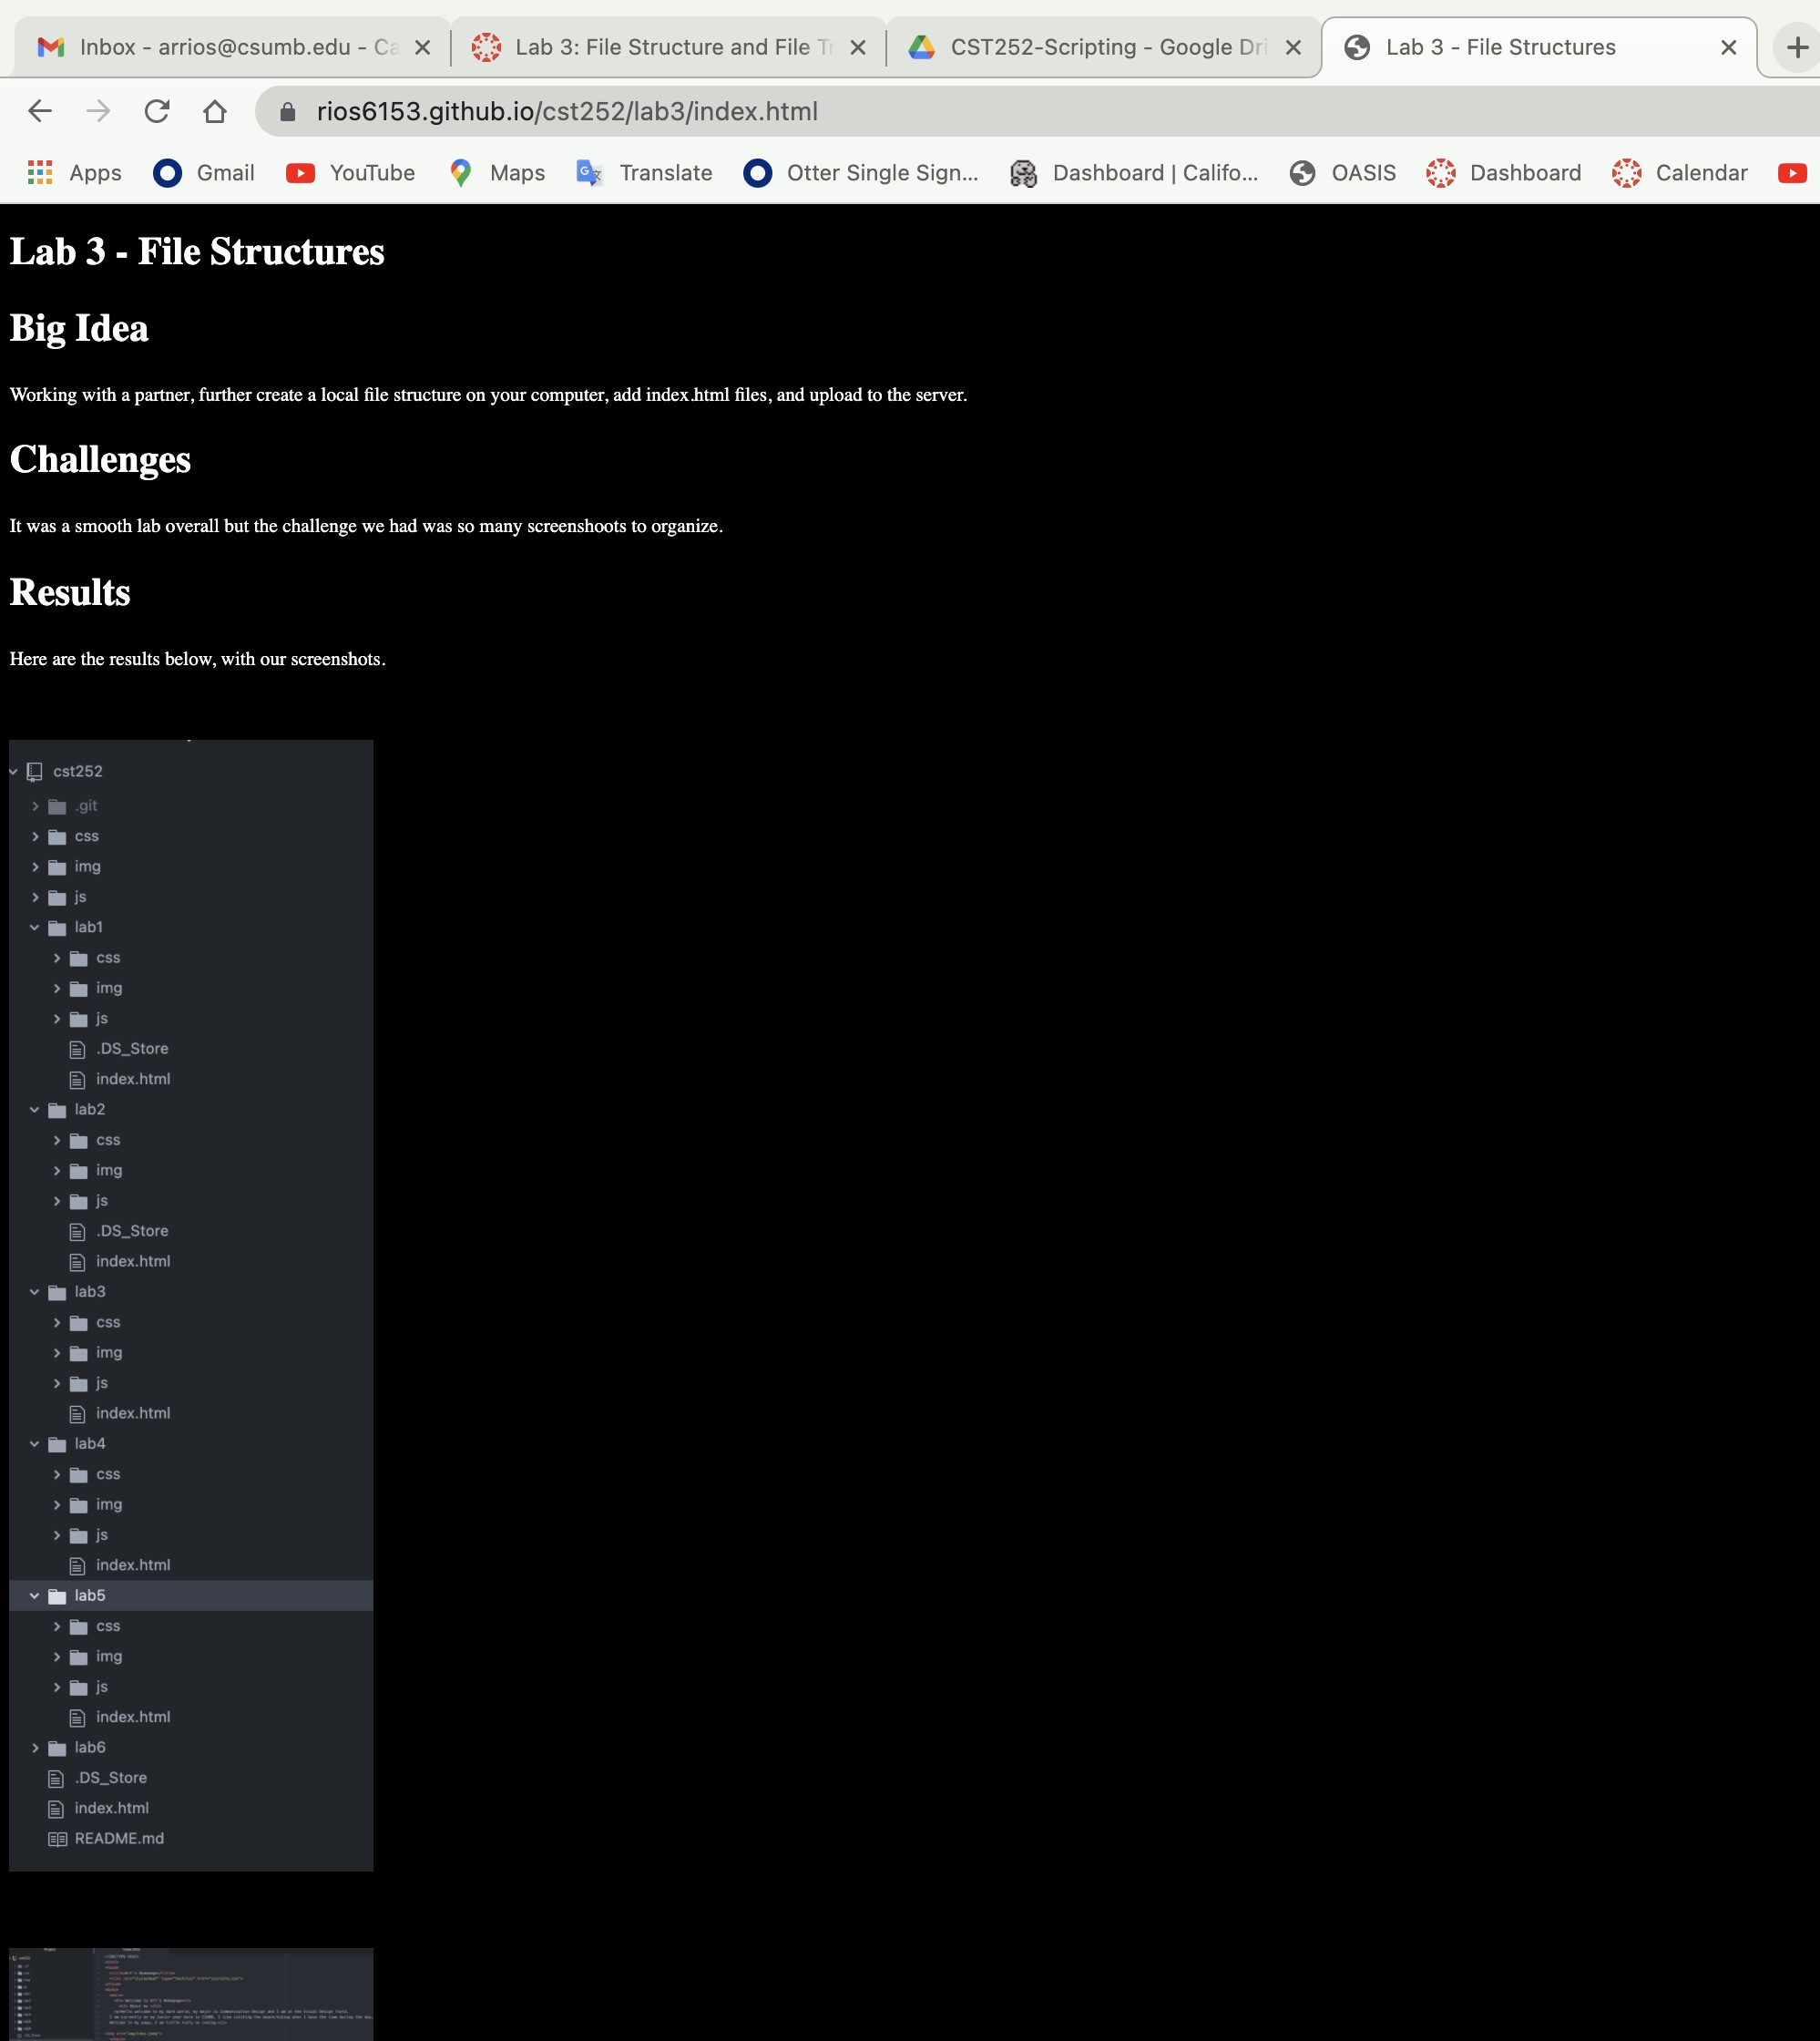 Inbox - arrios@csumb.edu - Ca
Lab 3: File Structure and File Tr
CST252-Scripting - Google Dri
Lab 3 - File Structures
rios6153.github.io/cst252/lab3/index.html
Apps Gmail YouTube Maps Translate Otter Single Sign... Dashboard | Califo... OASIS Dashboard Calendar
Lab 3 - File Structures
Big Idea
Working with a partner, further create a local file structure on your computer, add index.html files, and upload to the server.
Challenges
It was a smooth lab overall but the challenge we had was so many screenshoots to organize.
Results
Here are the results below, with our screenshots.
cst252
.git
css
img
js
lab1
css
img
js
.DS_Store
index.html
lab2
css
img
js
.DS_Store
index.html
lab3
css
img
js
index.html
lab4
css
img
js
index.html
lab5
css
img
js
index.html
lab6
.DS_Store
index.html
README.md